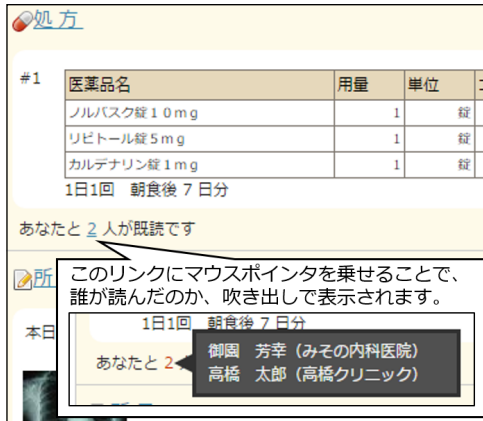 処方
#1
医薬品名 用量 単位
ノルバスク錠10mg 1 錠
リピトール錠5mg 1 錠
カルデナリン錠1mg 1 錠
1日1回 朝食後 7 日分
あなたと 2 人が既読です
所
このリンクにマウスポインタを乗せることで、
誰が読んだのか、吹き出しで表示されます。
本日
1日1回 朝食後 7 日分
あなたと 2
御園 芳幸（みその内科医院）
高橋 太郎（高橋クリニック）